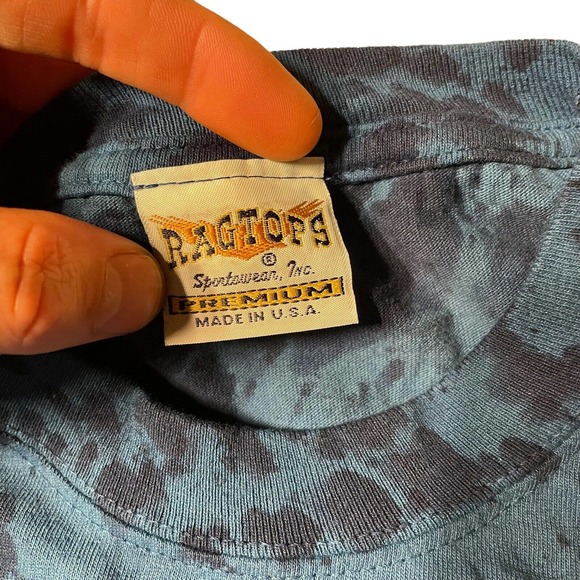 RAGTOPS
®
Sportswear, Inc.
PREMIUM
MADE IN U.S.A.